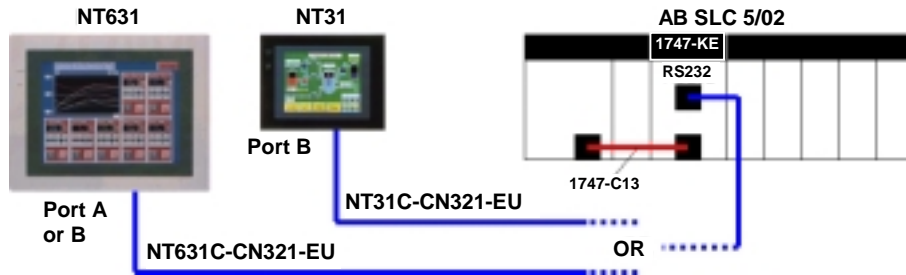 NT631
NT31
AB SLC 5/02
1747-KE
RS232
Port B
1747-C13
Port A
or B
NT31C-CN321-EU
NT631C-CN321-EU
OR